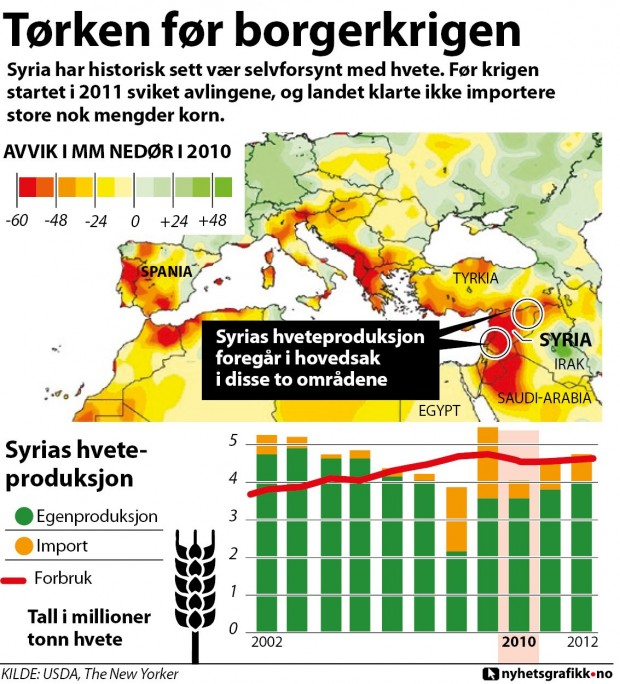 Tørken før borgerkrigen
Syria har historisk sett vær selvforsynt med hvete. Før krigen
startet i 2011 sviket avlingene, og landet klarte ikke importere
store nok mengder korn.
AVVIK I MM NEDØR I 2010
-60 -48 -24 0 +24 +48
SPANIA
TYRKIA
Syrias hveteproduksjon
foregår i hovedsak
i disse to områdene
SYRIA
IRAK
SAUDI-ARABIA
EGYPT
Syrias hvete-
produksjon
Egenproduksjon
Import
Forbruk
Tall i millioner
tonn hvete
5
4
3
2
1
0
2002 2010 2012
KILDE: USDA, The New Yorker
nyhetsgrafikk•no